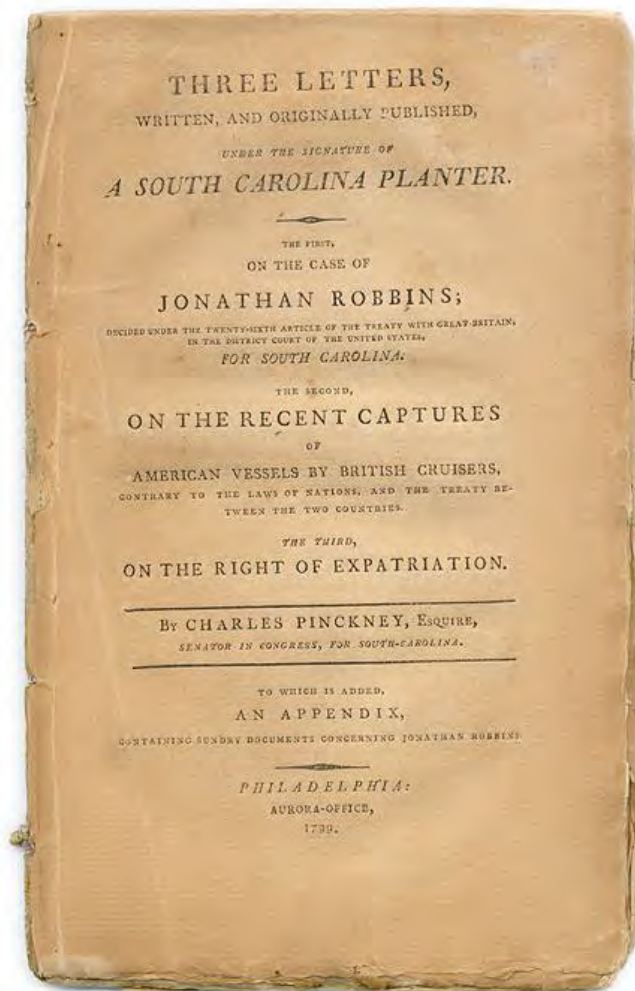 THREE LETTERS,
WRITTEN, AND ORIGINALLY PUBLISHED,
UNDER THE SIGNATURE OF
A SOUTH CAROLINA PLANTER.
THE FIRST,
ON THE CASE OF
JONATHAN ROBBINS;
DECIDED UNDER THE TWENTY-SIXTH ARTICLE OF THE TREATY WITH GREAT-BRITAIN,
IN THE DISTRICT COURT OF THE UNITED STATES,
FOR SOUTH CAROLINA.
THE SECOND,
ON THE RECENT CAPTURES
OF
AMERICAN VESSELS BY BRITISH CRUISERS,
CONTRARY TO THE LAWS OF NATIONS, AND THE TREATY BE-
TWEEN THE TWO COUNTRIES.
THE THIRD,
ON THE RIGHT OF EXPATRIATION.
BY CHARLES PINCKNEY, ESQUIRE,
SENATOR IN CONGRESS, FOR SOUTH-CAROLINA.
TO WHICH IS ADDED,
AN APPENDIX,
CONTAINING SUNDRY DOCUMENTS CONCERNING JONATHAN ROBBINS
PHILADELPHIA:
AURORA-OFFICE,
1799.